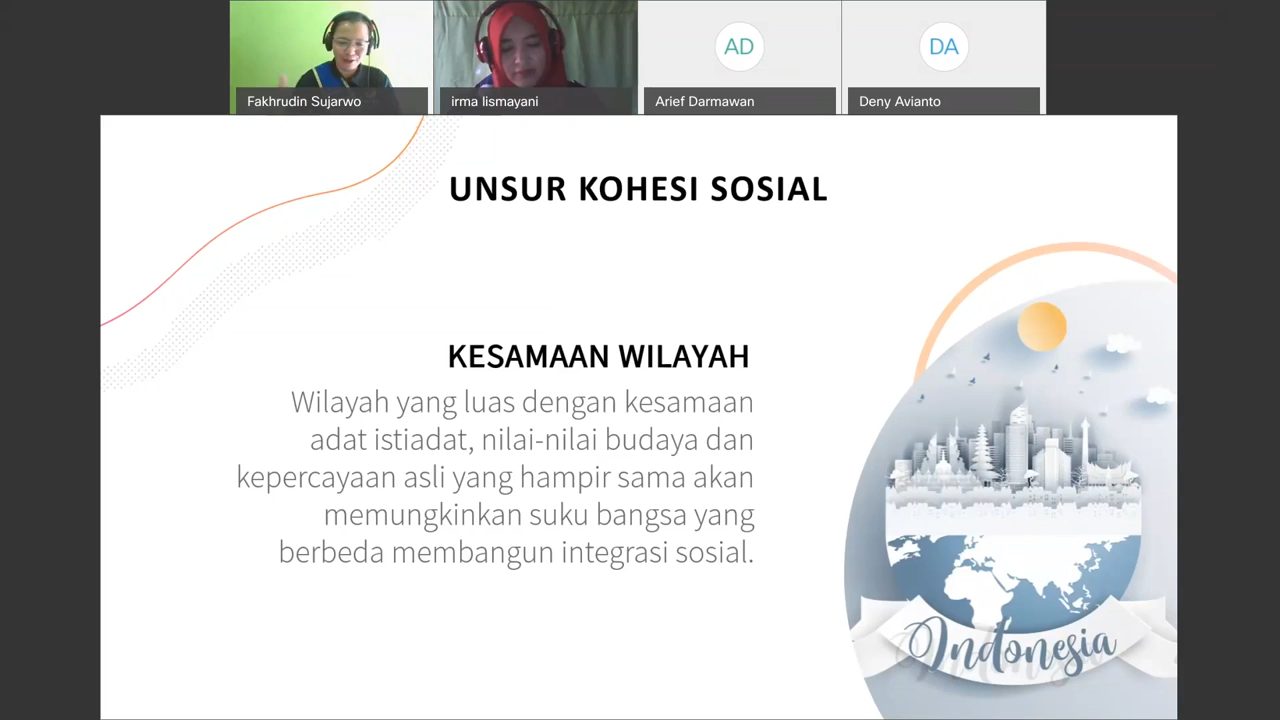 AD
DA
Fakhrudin Sujarwo
irma lismayani
Arief Darmawan
Deny Avianto
UNSUR KOHESI SOSIAL
KESAMAAN WILAYAH
Wilayah yang luas dengan kesamaan
adat istiadat, nilai-nilai budaya dan
kepercayaan asli yang hampir sama akan
memungkinkan suku bangsa yang
berbeda membangun integrasi sosial.
Indonesia